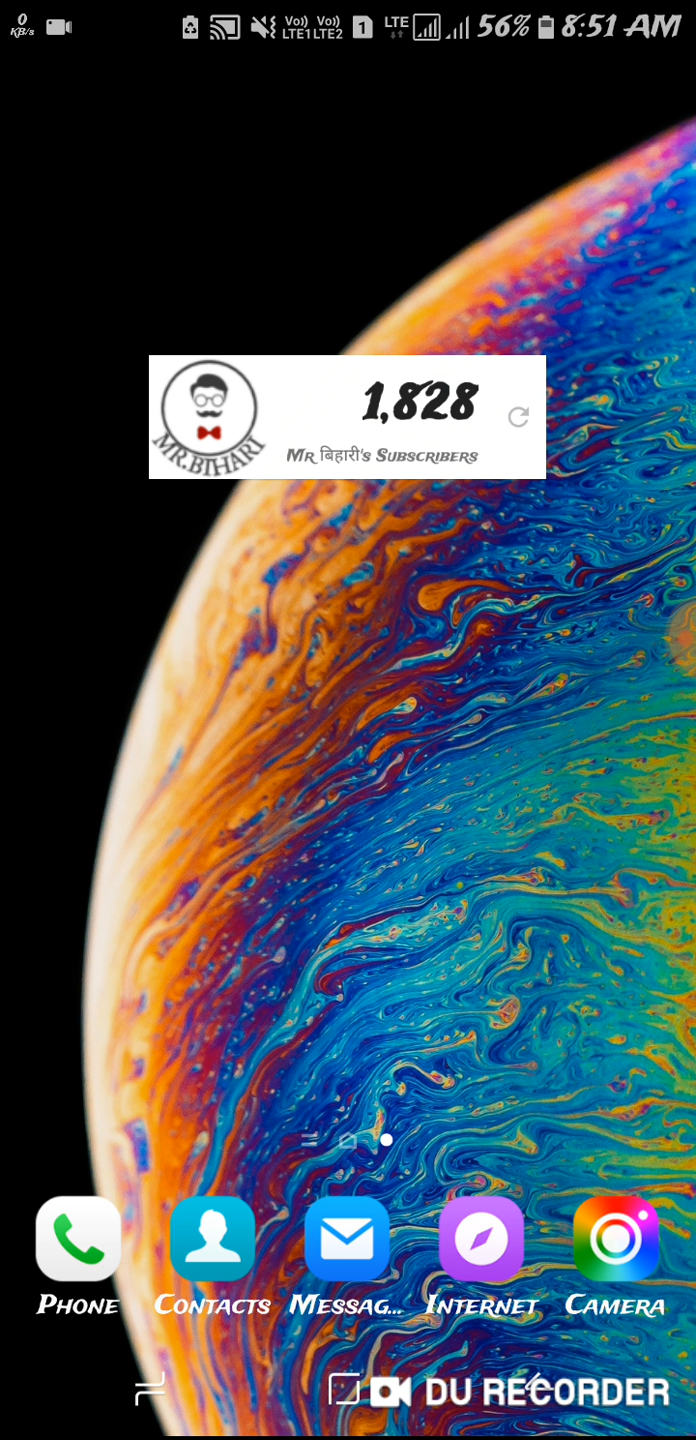 0
KB/s
Vo) Vo) LTE 56% 8:51 AM
LTE1 LTE2 1
1,828
MR.BIHARI
Mr बिहारी's Subscribers
Phone Contacts Messag... Internet Camera
DU RECORDER